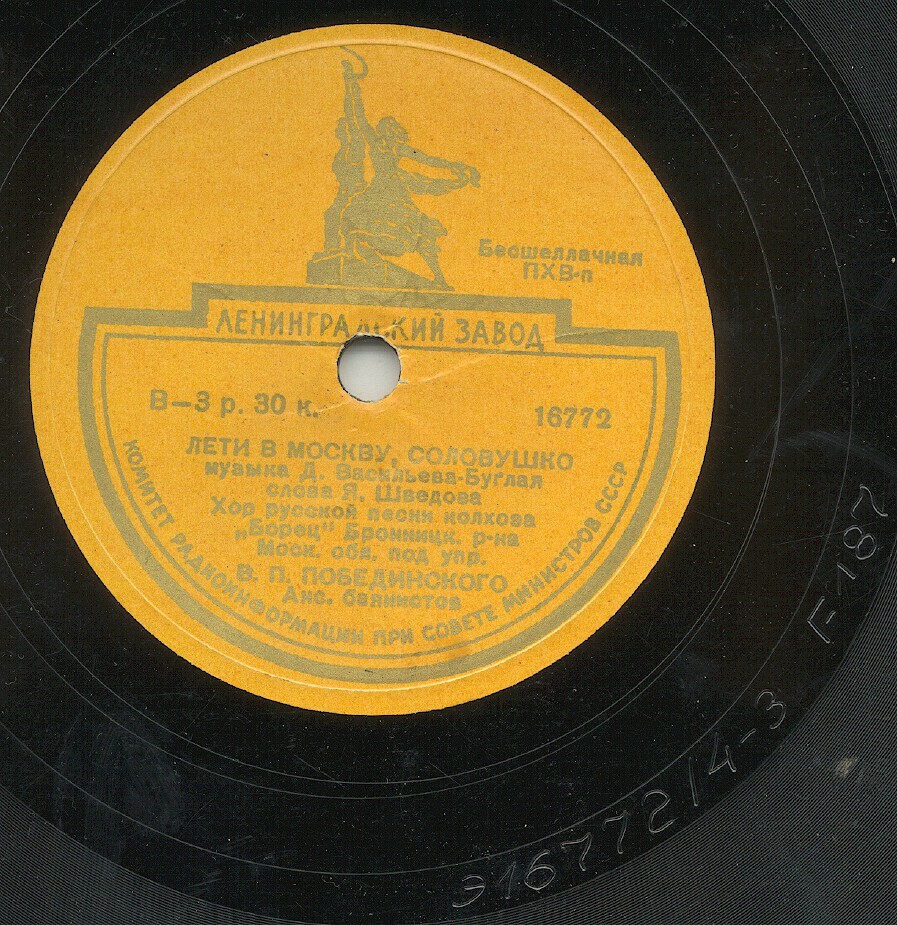 Бесшеллачная
ПХВ-п
ЛЕНИНГРАДСКИЙ ЗАВОД
В—3 р. 30 к.
16772
ЛЕТИ В МОСКВУ, СОЛОВУШКО
музыка Д. Васильева-Буглая
слова Я. Шведова
Хор русской песни колхоза
„Борец" Бронницк. р-на
Моск. обл. под упр.
В. П. ПОБЕДИНСКОГО
Анс. баянистов
КОМИТЕТ РАДИОИНФОРМАЦИИ ПРИ СОВЕТЕ МИНИСТРОВ СССР
Э16772/4-3 Г-187